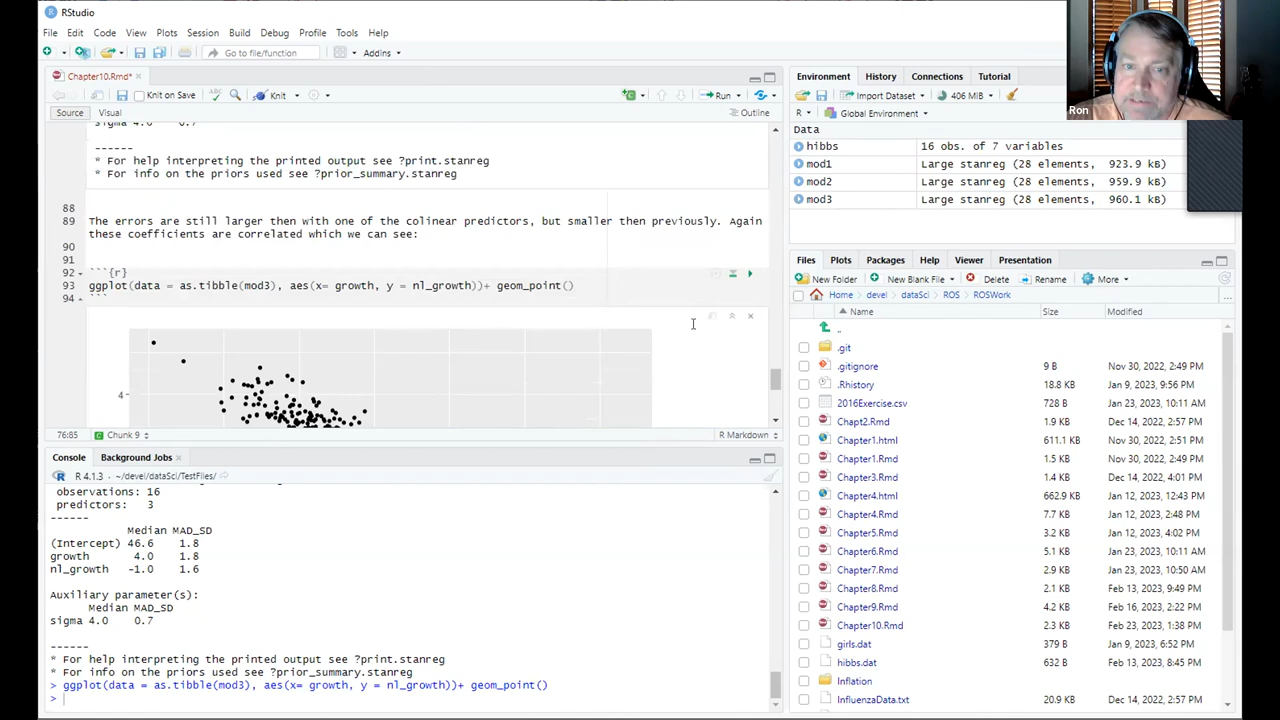 RStudio
File Edit Code View Plots Session Build Debug Profile Tools Help
Go to file/function
Addins
Chapter10.Rmd*
Knit on Save
Knit
Run
Source Visual
Outline
sigma 4.0 0.7
------
* For help interpreting the printed output see ?print.stanreg
* For info on the priors used see ?prior_summary.stanreg
88
89 The errors are still larger then with one of the colinear predictors, but smaller then previously. Again
these coefficients are correlated which we can see:
90
91
92 ```{r}
93 ggplot(data = as.tibble(mod3), aes(x= growth, y = nl_growth))+ geom_point()
94 ```
4
76:85 Chunk 9
R Markdown
Console Background Jobs
R 4.1.3 · ~/devel/dataSci/TestFiles/
observations: 16
predictors: 3
------
Median MAD_SD
(Intercept) 46.6 1.8
growth 4.0 1.8
nl_growth -1.0 1.6
Auxiliary parameter(s):
Median MAD_SD
sigma 4.0 0.7
------
* For help interpreting the printed output see ?print.stanreg
* For info on the priors used see ?prior_summary.stanreg
> ggplot(data = as.tibble(mod3), aes(x= growth, y = nl_growth))+ geom_point()
>
Environment History Connections Tutorial
Import Dataset 406 MiB
R Global Environment
Data
hibbs 16 obs. of 7 variables
mod1 Large stanreg (28 elements, 923.9 kB)
mod2 Large stanreg (28 elements, 959.9 kB)
mod3 Large stanreg (28 elements, 960.1 kB)
Ron
Files Plots Packages Help Viewer Presentation
New Folder New Blank File Delete Rename More
Home devel dataSci ROS ROSWork ...
Name Size Modified
..
.git
.gitignore 9 B Nov 30, 2022, 2:49 PM
.Rhistory 18.8 KB Jan 9, 2023, 9:56 PM
2016Exercise.csv 728 B Jan 23, 2023, 10:11 AM
Chapt2.Rmd 1.9 KB Dec 14, 2022, 2:57 PM
Chapter1.html 611.1 KB Nov 30, 2022, 2:51 PM
Chapter1.Rmd 1.5 KB Nov 30, 2022, 2:49 PM
Chapter3.Rmd 1.4 KB Dec 14, 2022, 4:01 PM
Chapter4.html 662.9 KB Jan 12, 2023, 12:43 PM
Chapter4.Rmd 7.7 KB Jan 12, 2023, 2:48 PM
Chapter5.Rmd 3.2 KB Jan 12, 2023, 4:02 PM
Chapter6.Rmd 5.1 KB Jan 23, 2023, 10:11 AM
Chapter7.Rmd 2.9 KB Jan 23, 2023, 10:50 AM
Chapter8.Rmd 2.1 KB Feb 13, 2023, 9:49 PM
Chapter9.Rmd 4.2 KB Feb 16, 2023, 2:22 PM
Chapter10.Rmd 2.3 KB Feb 23, 2023, 1:38 PM
girls.dat 379 B Jan 9, 2023, 6:52 PM
hibbs.dat 632 B Feb 13, 2023, 8:45 PM
Inflation
InfluenzaData.txt 20.9 KB Dec 14, 2022, 2:57 PM